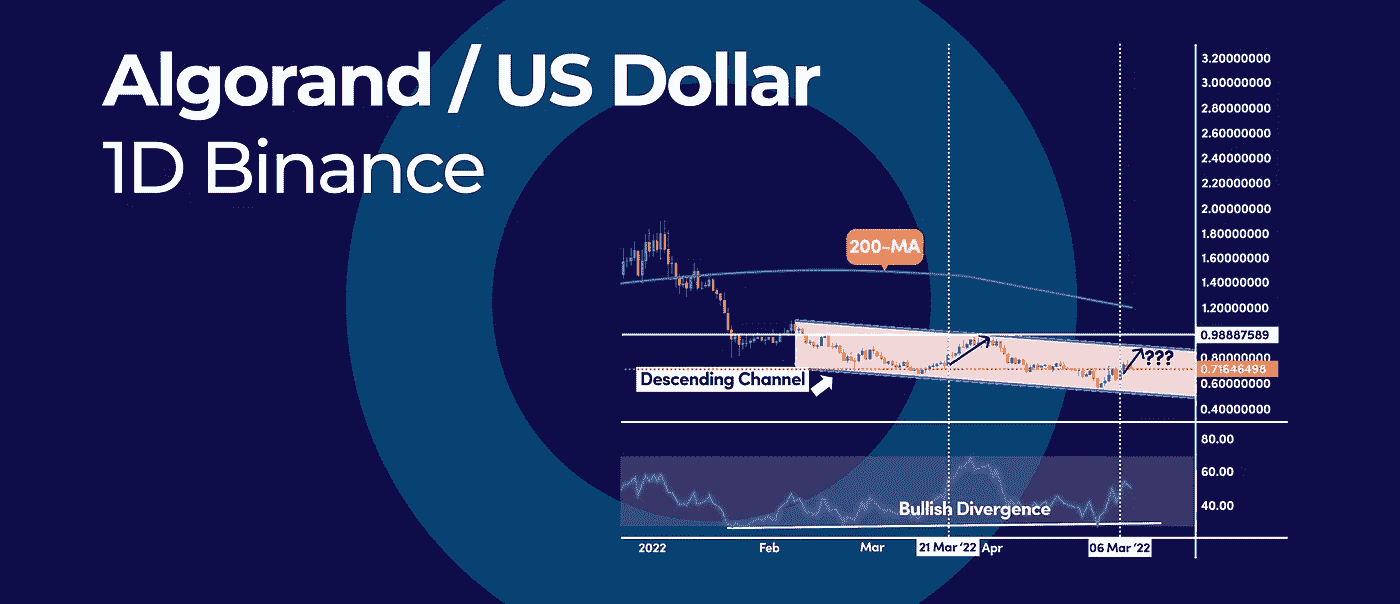 Algorand / US Dollar
1D Binance
3.20000000
3.00000000
2.80000000
2.60000000
2.40000000
2.20000000
2.00000000
1.80000000
200-MA
1.60000000
1.40000000
1.20000000
0.98887589
???
0.80000000
0.71646498
Descending Channel
0.60000000
0.40000000
80.00
60.00
40.00
Bullish Divergence
2022
Feb
Mar
21 Mar '22
Apr
06 Mar '22